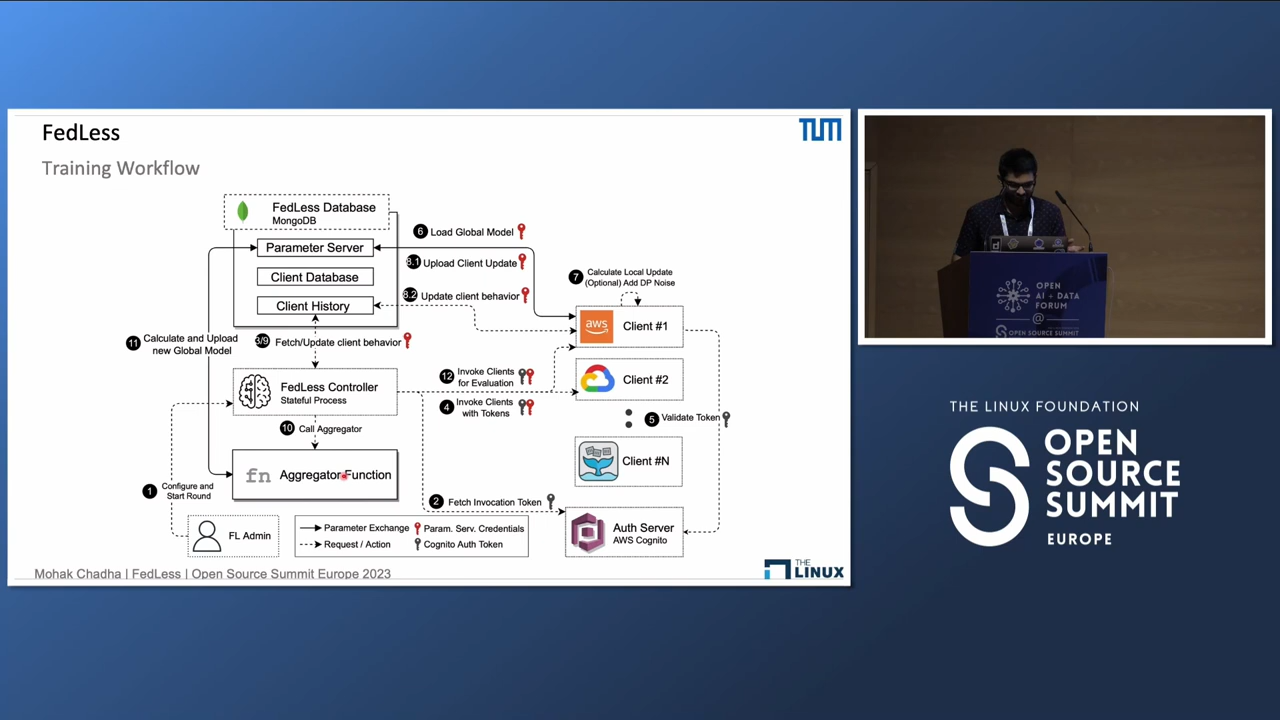 FedLess
TUM
Training Workflow
FedLess Database
MongoDB
Parameter Server
Client Database
Client History
6 Load Global Model
8.1 Upload Client Update
8.2 Update client behavior
7 Calculate Local Update
(Optional) Add DP Noise
aws Client #1
11 Calculate and Upload
new Global Model
3/9 Fetch/Update client behavior
FedLess Controller
Stateful Process
12 Invoke Clients
for Evaluation
4 Invoke Clients
with Tokens
Client #2
5 Validate Token
10 Call Aggregator
Client #N
fn Aggregator Function
1 Configure and
Start Round
2 Fetch Invocation Token
FL Admin
Parameter Exchange
Param. Serv. Credentials
Request / Action
Cognito Auth Token
Auth Server
AWS Cognito
Mohak Chadha | FedLess | Open Source Summit Europe 2023
THE
LINUX
OPEN
AI + DATA
FORUM
@
OPEN SOURCE SUMMIT
THE LINUX FOUNDATION
OPEN
SOURCE
SUMMIT
EUROPE